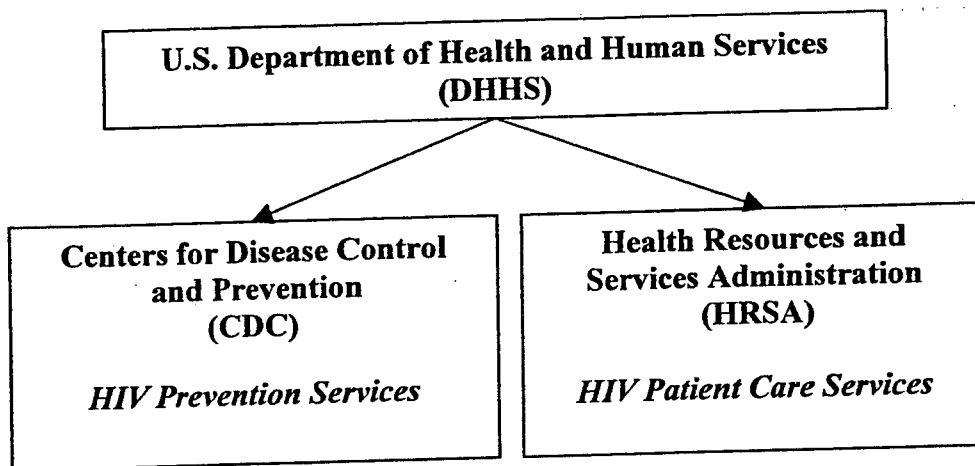 U.S. Department of Health and Human Services
(DHHS)
Centers for Disease Control
and Prevention
(CDC)
HIV Prevention Services
Health Resources and
Services Administration
(HRSA)
HIV Patient Care Services